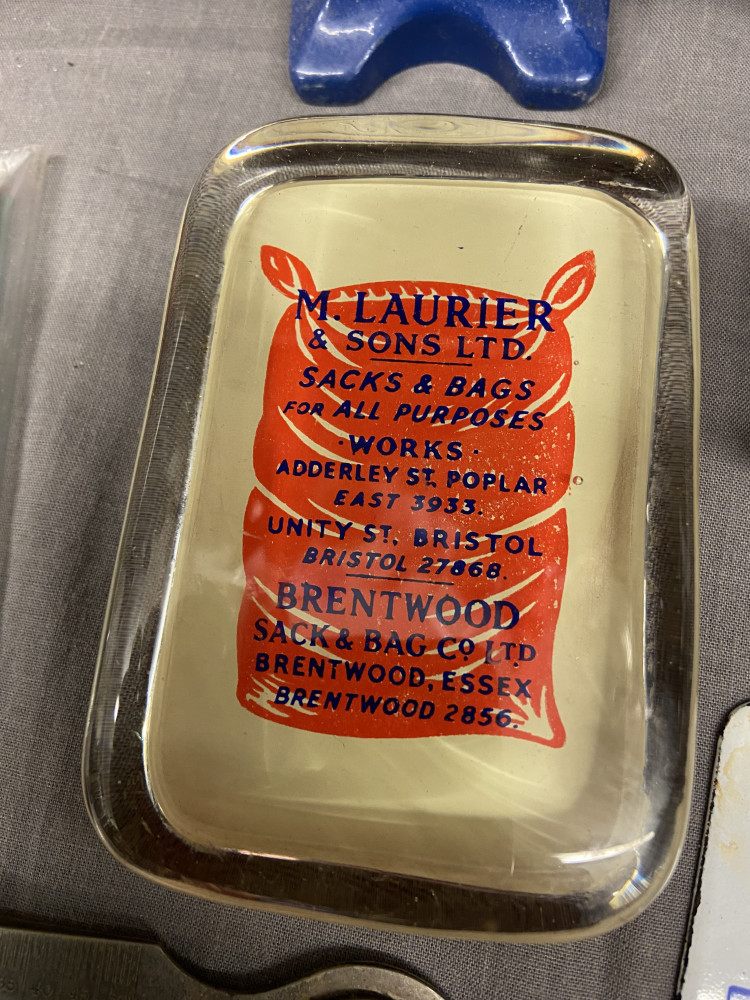 M. LAURIER
& SONS LTD.
SACKS & BAGS
FOR ALL PURPOSES
·WORKS·
ADDERLEY ST. POPLAR
EAST 3933.
UNITY ST. BRISTOL
BRISTOL 27868.
BRENTWOOD
SACK & BAG CO LTD
BRENTWOOD, ESSEX
BRENTWOOD 2856.